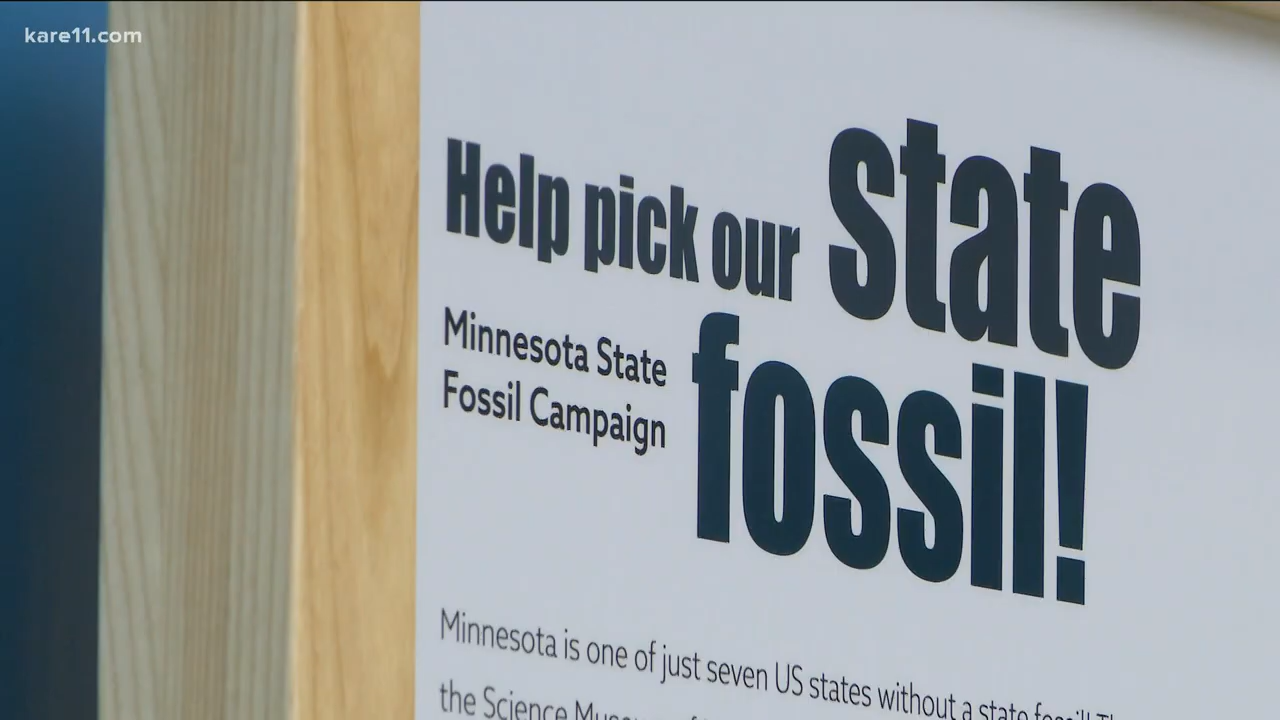 kare11.com
Help pick our state
fossil!
Minnesota State
Fossil Campaign
Minnesota is one of just seven US states without a state fossil!
the Science